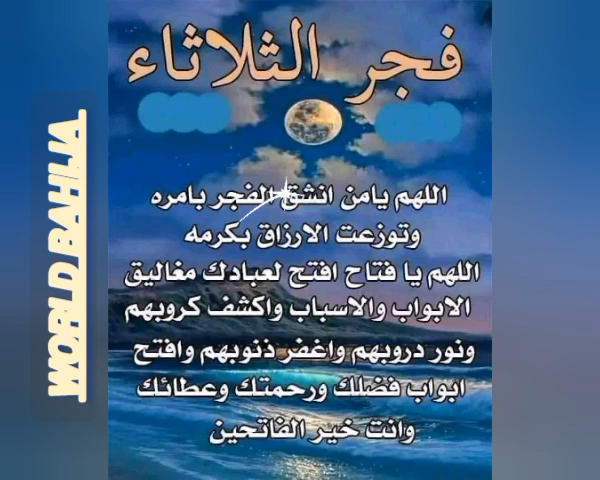 فجر الثلاثاء
اللهم يامن انشق الفجر بامره
وتوزعت الارزاق بكرمه
اللهم يا فتاح افتح لعبادك مغاليق
الابواب والاسباب واكشف كروبهم
ونور دروبهم واغفر ذنوبهم وافتح
ابواب فضلك ورحمتك وعطائك
وانت خير الفاتحين
WORLD BAHIJA